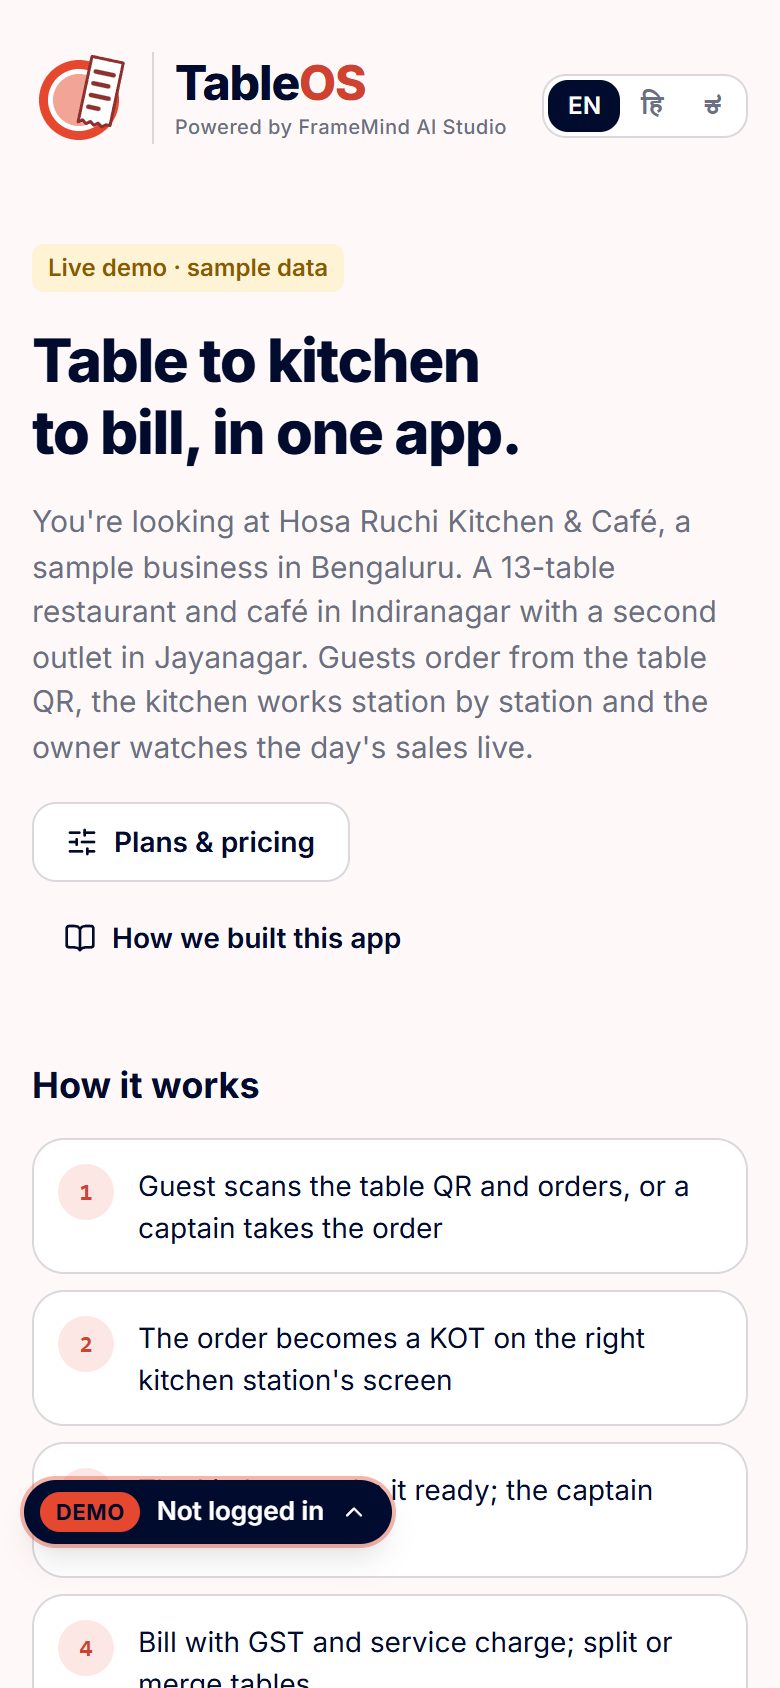 TableOS
Powered by FrameMind AI Studio
EN हि ಕ
Live demo · sample data
Table to kitchen
to bill, in one app.
You're looking at Hosa Ruchi Kitchen & Café, a
sample business in Bengaluru. A 13-table
restaurant and café in Indiranagar with a second
outlet in Jayanagar. Guests order from the table
QR, the kitchen works station by station and the
owner watches the day's sales live.
Plans & pricing
How we built this app
How it works
1
Guest scans the table QR and orders, or a
captain takes the order
2
The order becomes a KOT on the right
kitchen station's screen
it ready; the captain
DEMO Not logged in
4
Bill with GST and service charge; split or
merge tables